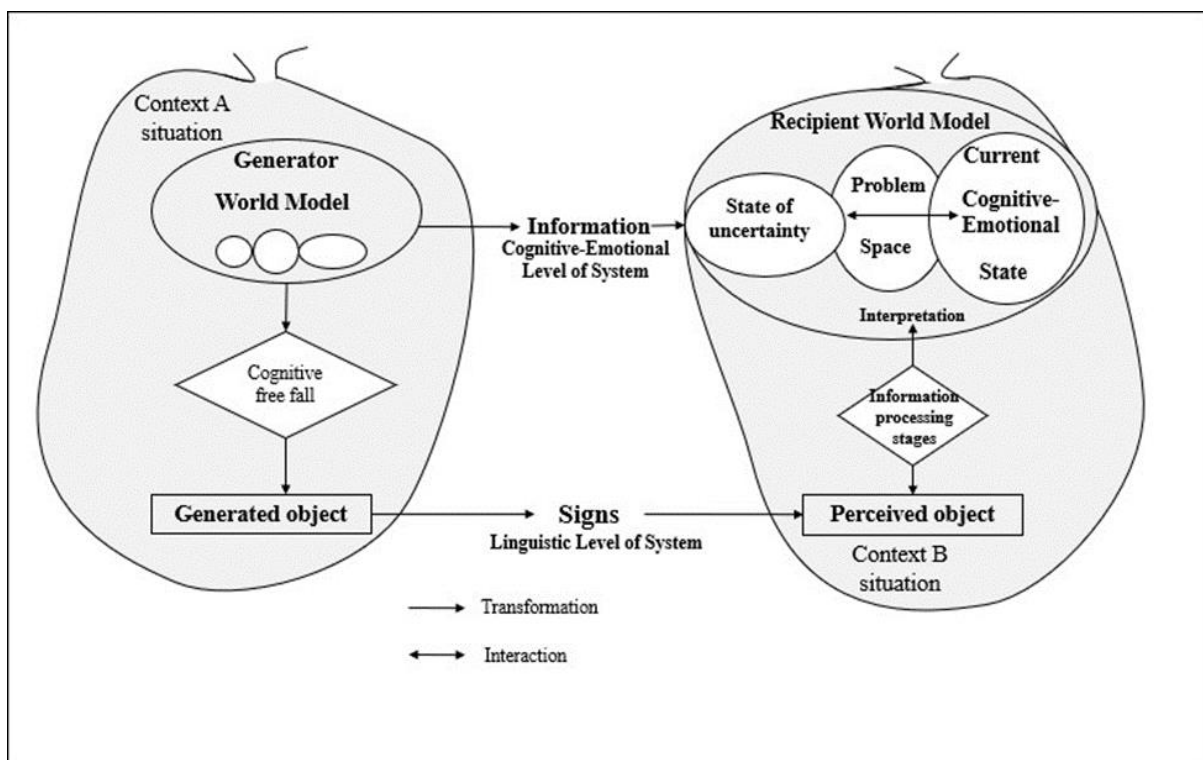 Context A
situation
Generator
World Model
Cognitive
free fall
Generated object
Information
Cognitive-Emotional
Level of System
Signs
Linguistic Level of System
Recipient World Model
State of
uncertainty
Problem
Space
Current
Cognitive-
Emotional
State
Interpretation
Information
processing
stages
Perceived object
Context B
situation
Transformation
Interaction